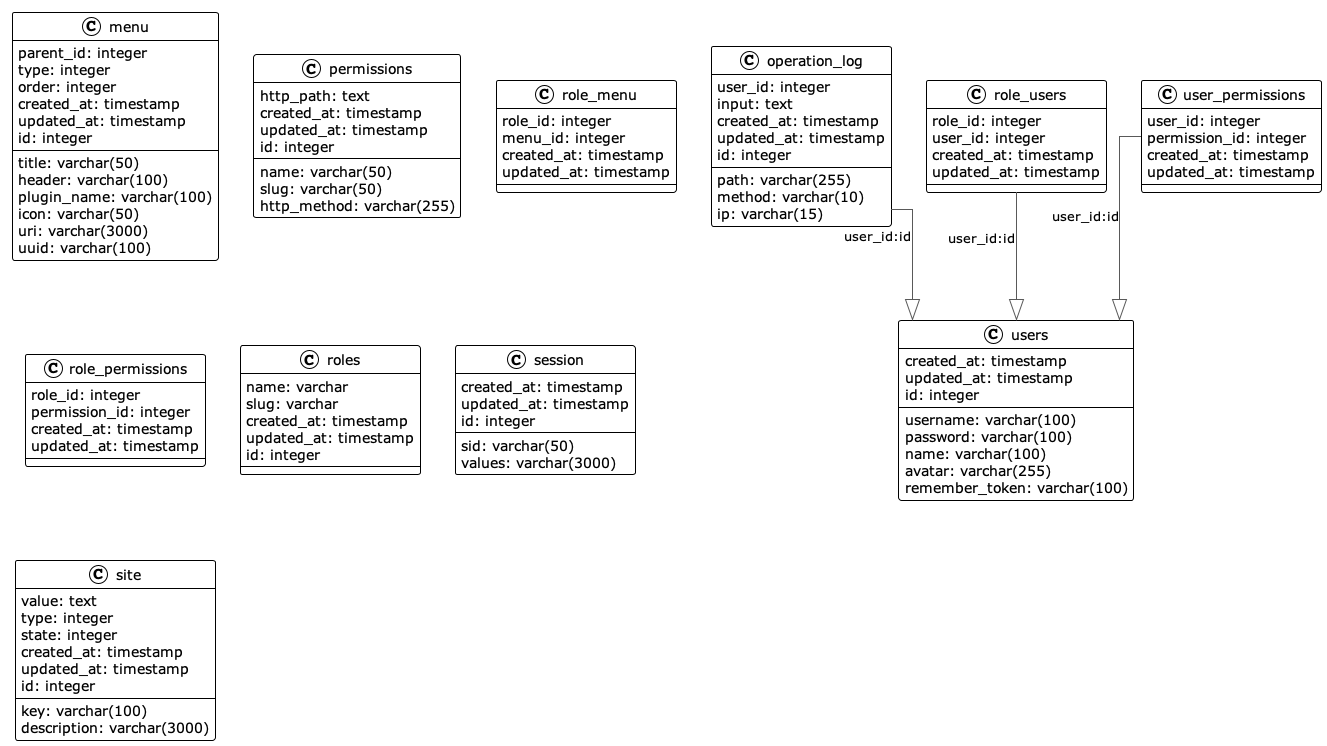 C menu
parent_id: integer
type: integer
order: integer
created_at: timestamp
updated_at: timestamp
id: integer
title: varchar(50)
header: varchar(100)
plugin_name: varchar(100)
icon: varchar(50)
uri: varchar(3000)
uuid: varchar(100)
C permissions
http_path: text
created_at: timestamp
updated_at: timestamp
id: integer
name: varchar(50)
slug: varchar(50)
http_method: varchar(255)
C role_menu
role_id: integer
menu_id: integer
created_at: timestamp
updated_at: timestamp
C operation_log
user_id: integer
input: text
created_at: timestamp
updated_at: timestamp
id: integer
path: varchar(255)
method: varchar(10)
ip: varchar(15)
C role_users
role_id: integer
user_id: integer
created_at: timestamp
updated_at: timestamp
C user_permissions
user_id: integer
permission_id: integer
created_at: timestamp
updated_at: timestamp
user_id:id
user_id:id
user_id:id
C role_permissions
role_id: integer
permission_id: integer
created_at: timestamp
updated_at: timestamp
C roles
name: varchar
slug: varchar
created_at: timestamp
updated_at: timestamp
id: integer
C session
created_at: timestamp
updated_at: timestamp
id: integer
sid: varchar(50)
values: varchar(3000)
C users
created_at: timestamp
updated_at: timestamp
id: integer
username: varchar(100)
password: varchar(100)
name: varchar(100)
avatar: varchar(255)
remember_token: varchar(100)
C site
value: text
type: integer
state: integer
created_at: timestamp
updated_at: timestamp
id: integer
key: varchar(100)
description: varchar(3000)